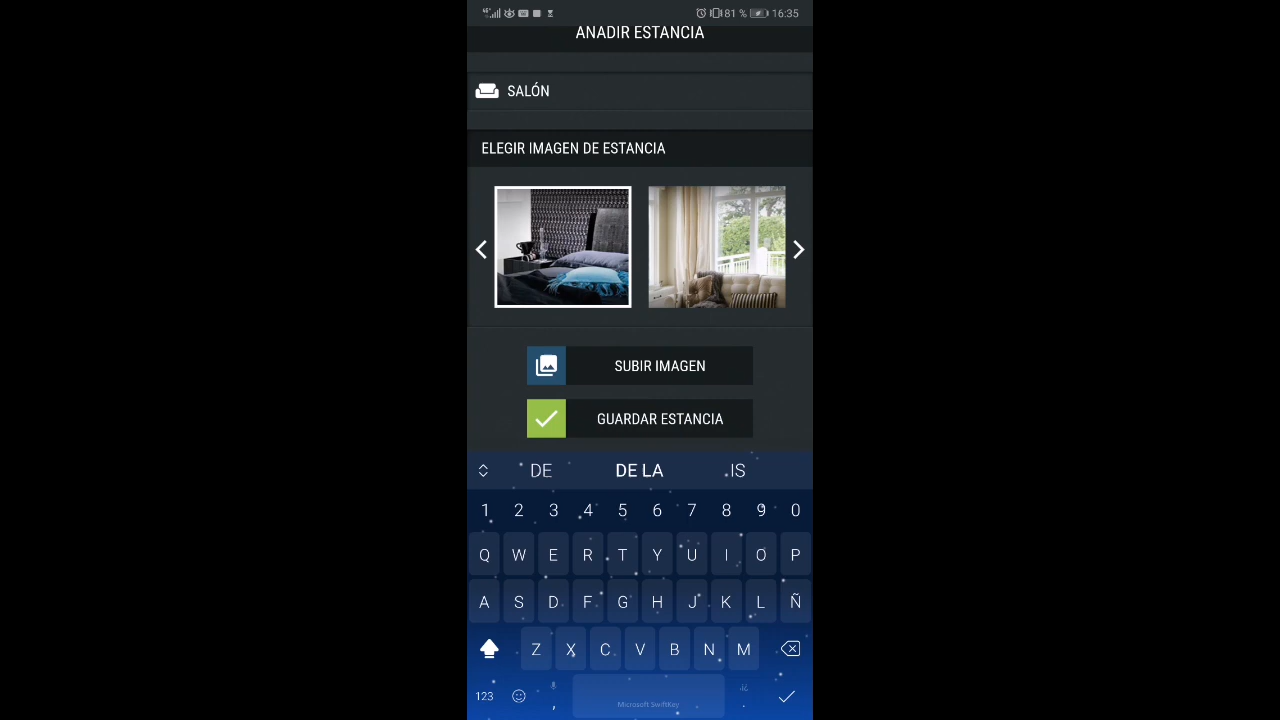 81 % 16:35
ANADIR ESTANCIA
SALÓN
ELEGIR IMAGEN DE ESTANCIA
SUBIR IMAGEN
GUARDAR ESTANCIA
DE DE LA IS
1 2 3 4 5 6 7 8 9 0
Q W E R T Y U I O P
A S D F G H J K L Ñ
Z X C V B N M
123 , .
Microsoft SwiftKey